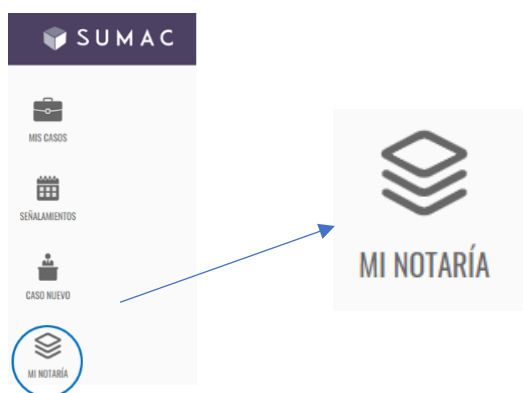 SUMAC
MIS CASOS
SEÑALAMIENTOS
CASO NUEVO
MI NOTARÍA
MI NOTARÍA